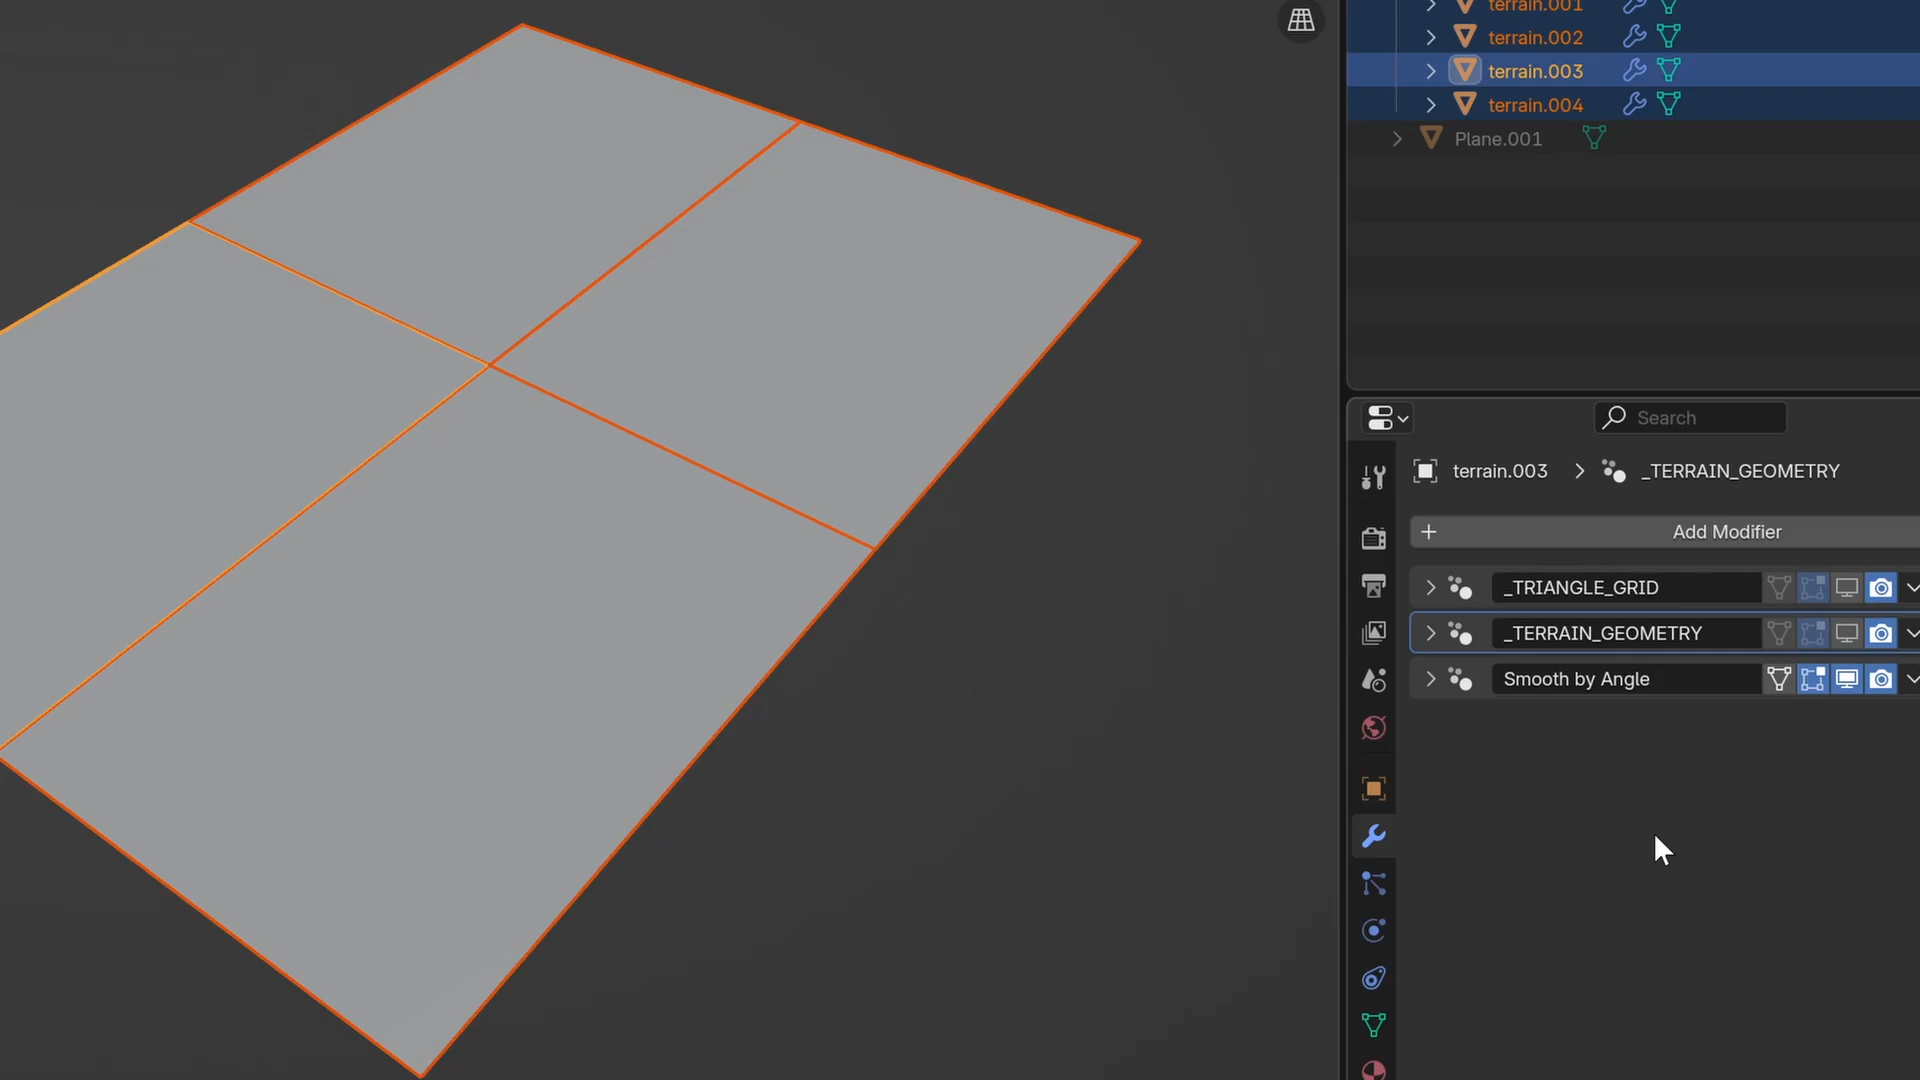 terrain.001
terrain.002
terrain.003
terrain.004
Plane.001
Search
terrain.003
_TERRAIN_GEOMETRY
Add Modifier
_TRIANGLE_GRID
_TERRAIN_GEOMETRY
Smooth by Angle